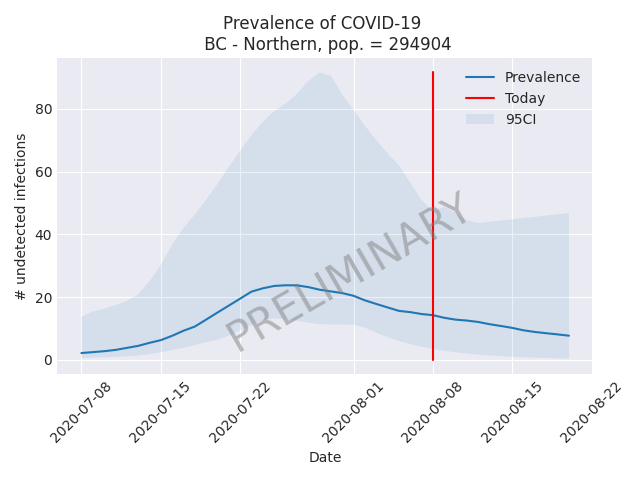 Prevalence of COVID-19
BC - Northern, pop. = 294904
# undetected infections
80
60
40
20
0
Prevalence
Today
95CI
PRELIMINARY
2020-07-08
2020-07-15
2020-07-22
2020-08-01
2020-08-08
2020-08-15
2020-08-22
Date